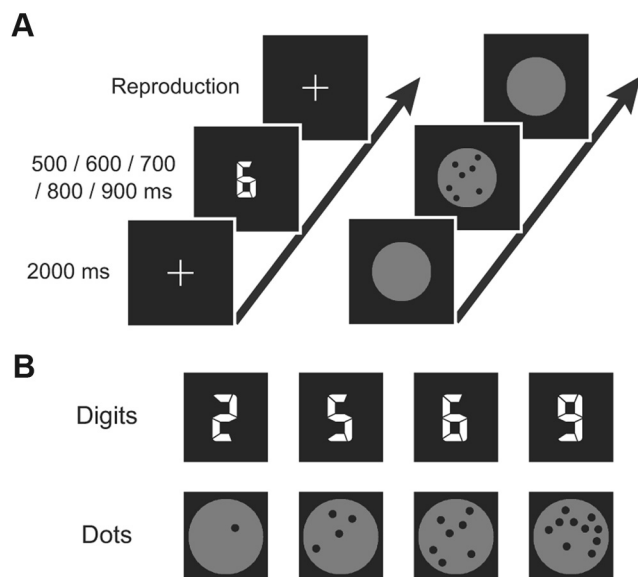 A
Reproduction
500 / 600 / 700
/ 800 / 900 ms
6
2000 ms
B
Digits
2 5 6 9
Dots